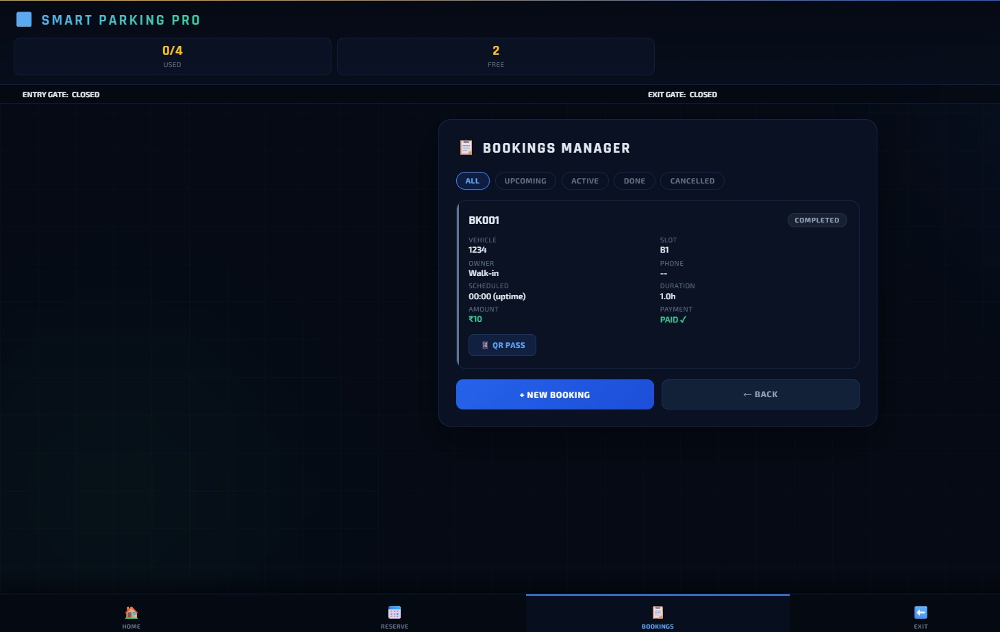 SMART PARKING PRO
0/4
USED
2
FREE
ENTRY GATE: CLOSED
EXIT GATE: CLOSED
BOOKINGS MANAGER
ALL
UPCOMING
ACTIVE
DONE
CANCELLED
BK001
COMPLETED
VEHICLE
1234
SLOT
B1
OWNER
Walk-in
PHONE
--
SCHEDULED
00:00 (uptime)
DURATION
1.0h
AMOUNT
₹10
PAYMENT
PAID ✓
QR PASS
+ NEW BOOKING
← BACK
HOME
RESERVE
BOOKINGS
EXIT